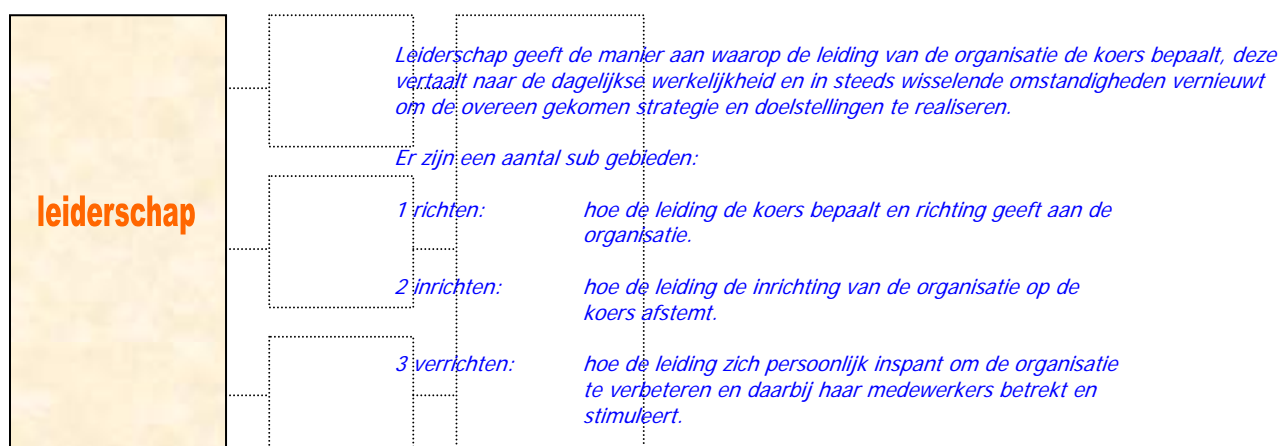 Leiderschap geeft de manier aan waarop de leiding van de organisatie de koers bepaalt, deze
vertaalt naar de dagelijkse werkelijkheid en in steeds wisselende omstandigheden vernieuwt
om de overeen gekomen strategie en doelstellingen te realiseren.
Er zijn een aantal sub gebieden:
leiderschap
1 richten: hoe de leiding de koers bepaalt en richting geeft aan de
organisatie.
2 inrichten: hoe de leiding de inrichting van de organisatie op de
koers afstemt.
3 verrichten: hoe de leiding zich persoonlijk inspant om de organisatie
te verbeteren en daarbij haar medewerkers betrekt en
stimuleert.